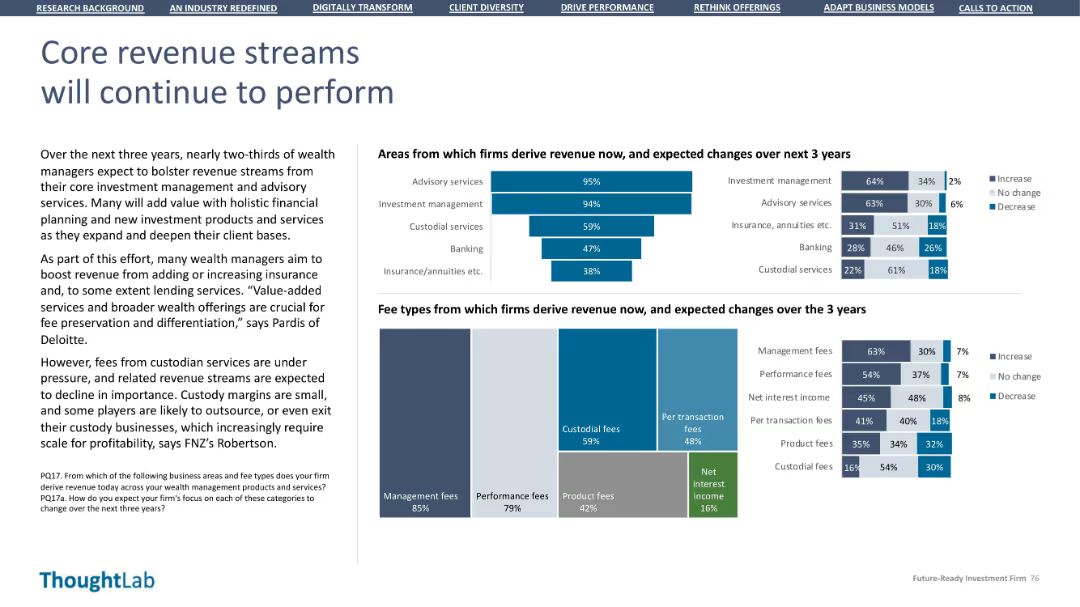 RESEARCH BACKGROUND AN INDUSTRY REDEFINED DIGITALLY TRANSFORM CLIENT DIVERSITY DRIVE PERFORMANCE RETHINK OFFERINGS ADAPT BUSINESS MODELS CALLS TO ACTION
Core revenue streams
will continue to perform
Over the next three years, nearly two-thirds of wealth
managers expect to bolster revenue streams from
their core investment management and advisory
services. Many will add value with holistic financial
planning and new investment products and services
as they expand and deepen their client bases.
As part of this effort, many wealth managers aim to
boost revenue from adding or increasing insurance
and, to some extent lending services. “Value-added
services and broader wealth offerings are crucial for
fee preservation and differentiation,” says Pardis of
Deloitte.
However, fees from custodian services are under
pressure, and related revenue streams are expected
to decline in importance. Custody margins are small,
and some players are likely to outsource, or even exit
their custody businesses, which increasingly require
scale for profitability, says FNZ’s Robertson.
PQ17. From which of the following business areas and fee types does your firm
derive revenue today across your wealth management products and services?
PQ17a. How do you expect your firm’s focus on each of these categories to
change over the next three years?
Areas from which firms derive revenue now, and expected changes over next 3 years
Advisory services 95%
Investment management 94%
Custodial services 59%
Banking 47%
Insurance/annuities etc. 38%
Investment management 64% 34% 2%
Advisory services 63% 30% 6%
Insurance, annuities etc. 31% 51% 18%
Banking 28% 46% 26%
Custodial services 22% 61% 18%
Increase
No change
Decrease
Fee types from which firms derive revenue now, and expected changes over the 3 years
Management fees
85%
Performance fees
79%
Custodial fees
59%
Per transaction
fees
48%
Product fees
42%
Net
interest
income
16%
Management fees 63% 30% 7%
Performance fees 54% 37% 7%
Net interest income 45% 48% 8%
Per transaction fees 41% 40% 18%
Product fees 35% 34% 32%
Custodial fees 16% 54% 30%
Increase
No change
Decrease
ThoughtLab
Future-Ready Investment Firm 76